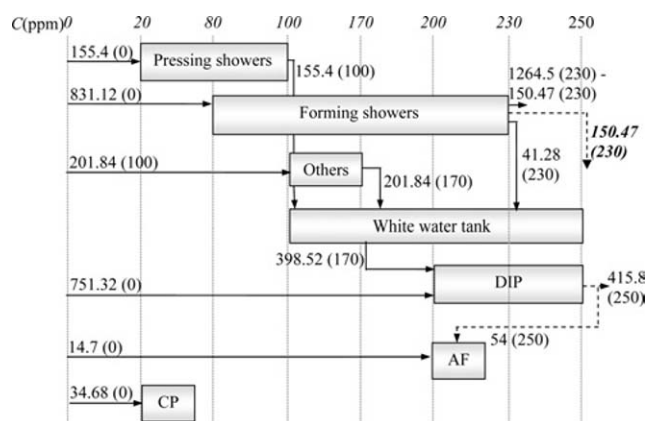 C(ppm) 0 20 80 100 170 200 230 250
155.4 (0)
Pressing showers
155.4 (100)
1264.5 (230) -
150.47 (230)
831.12 (0)
Forming showers
150.47
(230)
201.84 (100)
Others
201.84 (170)
41.28
(230)
White water tank
398.52 (170)
751.32 (0)
DIP
415.8
(250)
54 (250)
14.7 (0)
AF
34.68 (0)
CP